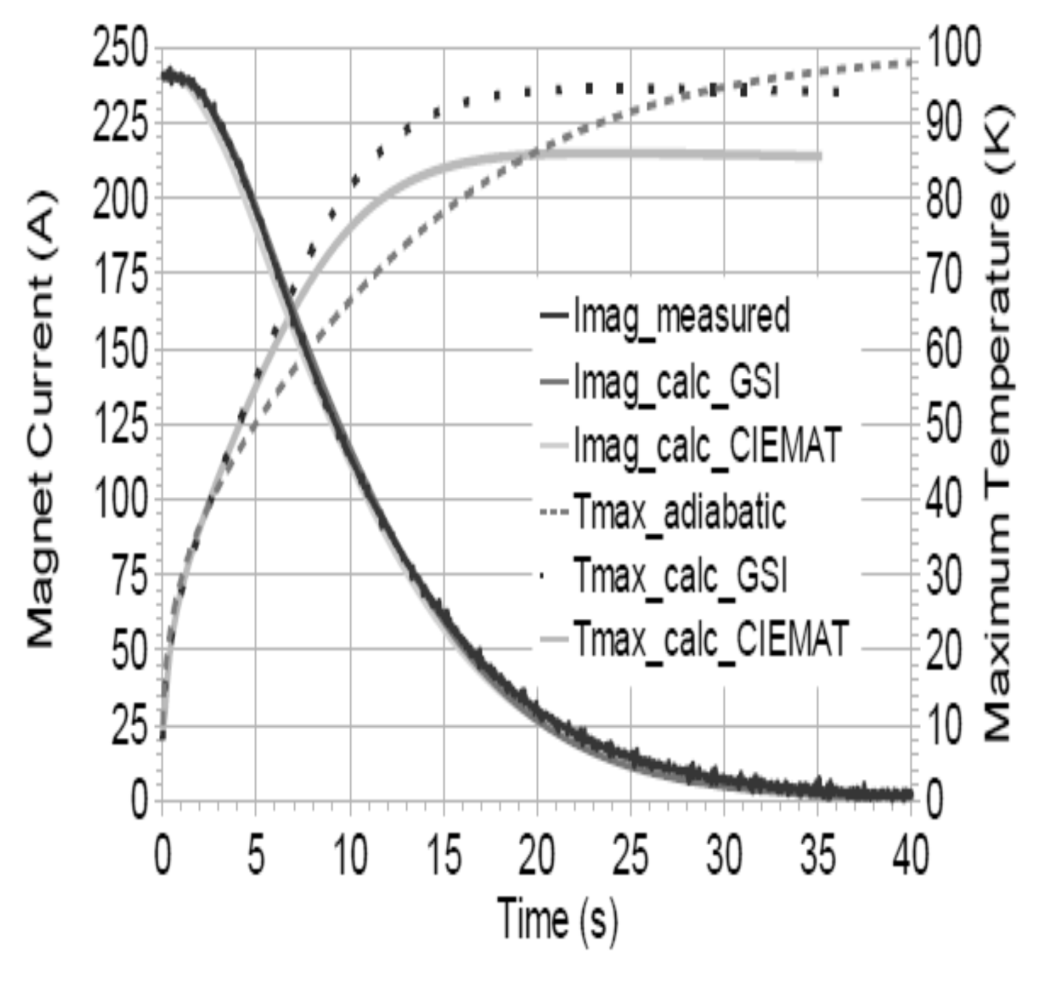 Magnet Current (A)
250
225
200
175
150
125
100
75
50
25
0
100
90
80
70
60
50
40
30
20
10
0
Maximum Temperature (K)
Imag_measured
Imag_calc_GSI
Imag_calc_CIEMAT
Tmax_adiabatic
Tmax_calc_GSI
Tmax_calc_CIEMAT
0 5 10 15 20 25 30 35 40
Time (s)